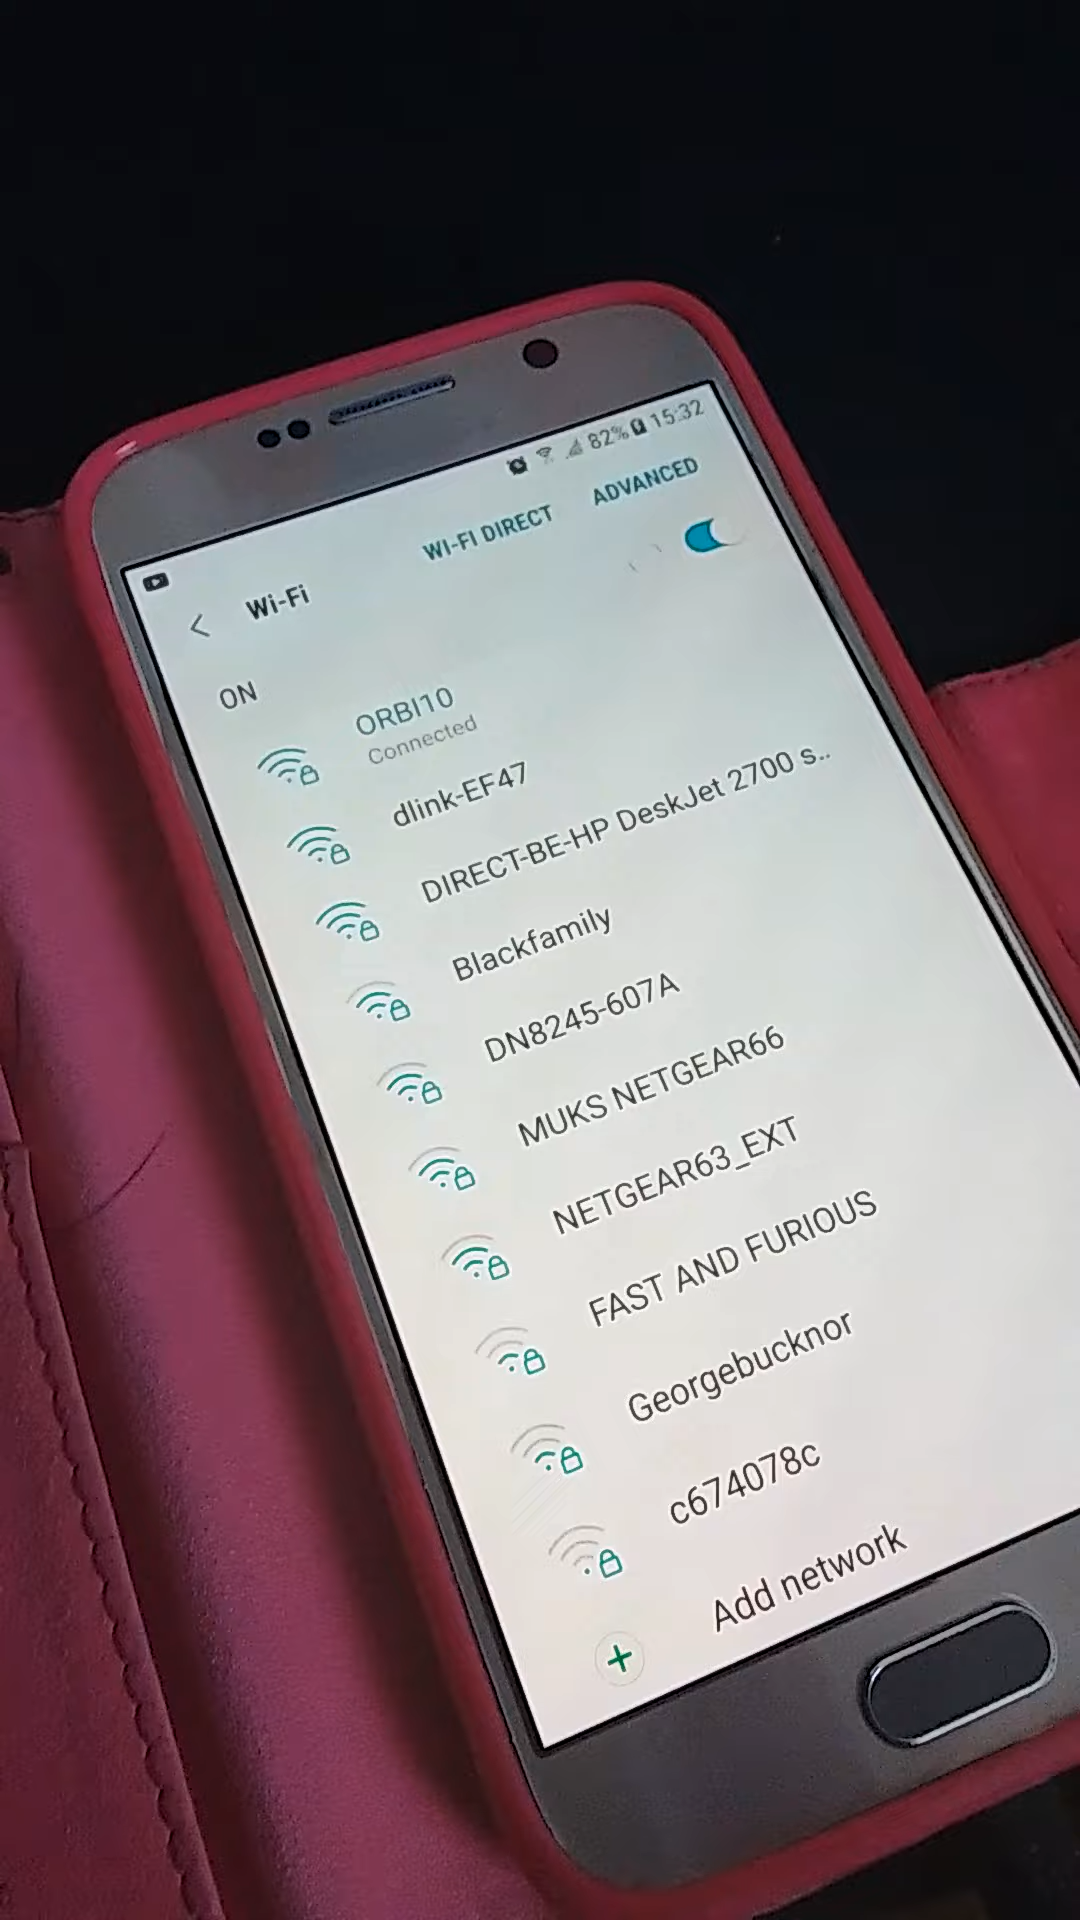 82% 15:32
WI-FI DIRECT ADVANCED
Wi-Fi
ON
ORBI10
Connected
dlink-EF47
DIRECT-BE-HP DeskJet 2700 s..
Blackfamily
DN8245-607A
MUKS NETGEAR66
NETGEAR63_EXT
FAST AND FURIOUS
Georgebucknor
c674078c
Add network